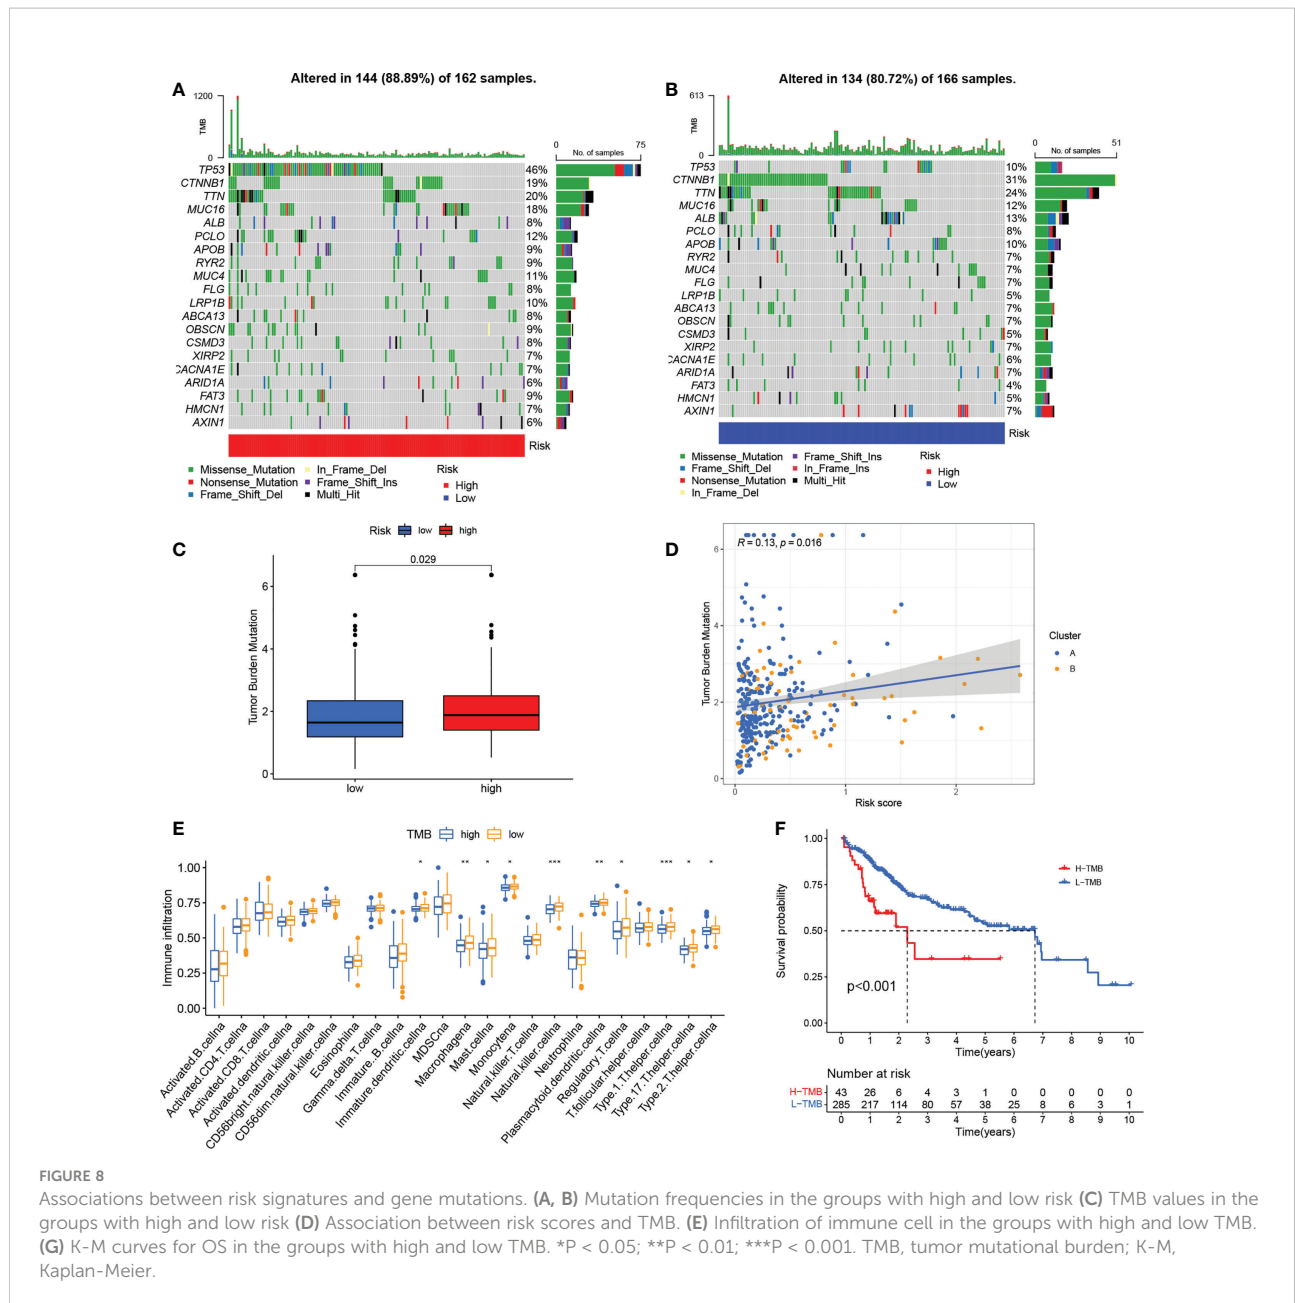 Altered in 144 (88.89%) of 162 samples.
A
1200
0
TMB
No. of samples
0 75
TP53 46%
CTNNB1 19%
TTN 20%
MUC16 18%
ALB 8%
PCLO 12%
APOB 9%
RYR2 9%
MUC4 11%
FLG 8%
LRP1B 10%
ABCA13 8%
OBSCN 9%
CSMD3 8%
XIRP2 7%
CACNA1E 7%
ARID1A 6%
FAT3 9%
HMCN1 7%
AXIN1 6%
Risk
Missense_Mutation In_Frame_Del Risk
Nonsense_Mutation Frame_Shift_Ins High
Frame_Shift_Del Multi_Hit Low
Altered in 134 (80.72%) of 166 samples.
B
613
0
TMB
No. of samples
0 51
TP53 10%
CTNNB1 31%
TTN 24%
MUC16 12%
ALB 13%
PCLO 8%
APOB 10%
RYR2 7%
MUC4 7%
FLG 7%
LRP1B 5%
ABCA13 7%
OBSCN 7%
CSMD3 5%
XIRP2 7%
CACNA1E 6%
ARID1A 7%
FAT3 4%
HMCN1 5%
AXIN1 7%
Risk
Missense_Mutation Frame_Shift_Ins Risk
Frame_Shift_Del In_Frame_Ins High
Nonsense_Mutation Multi_Hit Low
In_Frame_Del
C
Risk low high
0.029
6
4
2
0
Tumor Burden Mutation
low high
D
R = 0.13, p = 0.016
6
4
2
0
Tumor Burden Mutation
0 1 2
Risk score
Cluster
A
B
E
TMB high low
* ** * * *** ** * *** * *
1.00
0.75
0.50
0.25
0.00
Immune infiltration
Activated.B.cellna
Activated.CD4.T.cellna
Activated.CD8.T.cellna
Activated.dendritic.cellna
CD56bright.natural.killer.cellna
CD56dim.natural.killer.cellna
Eosinophilna
Gamma.delta.T.cellna
Immature..B.cellna
Immature.dendritic.cellna
MDSCna
Macrophagena
Mast.cellna
Monocytena
Natural.killer.T.cellna
Natural.killer.cellna
Neutrophilna
Plasmacytoid.dendritic.cellna
Regulatory.T.cellna
T.follicular.helper.cellna
Type.1.T.helper.cellna
Type.17.T.helper.cellna
Type.2.T.helper.cellna
F
H-TMB
L-TMB
1.00
0.75
0.50
0.25
0.00
Survival probability
p<0.001
0 1 2 3 4 5 6 7 8 9 10
Time(years)
Number at risk
H-TMB 43 26 6 4 3 1 0 0 0 0 0
L-TMB 285 217 114 80 57 38 25 8 6 3 1
0 1 2 3 4 5 6 7 8 9 10
Time(years)
FIGURE 8
Associations between risk signatures and gene mutations. (A, B) Mutation frequencies in the groups with high and low risk (C) TMB values in the
groups with high and low risk (D) Association between risk scores and TMB. (E) Infiltration of immune cell in the groups with high and low TMB.
(G) K-M curves for OS in the groups with high and low TMB. *P < 0.05; **P < 0.01; ***P < 0.001. TMB, tumor mutational burden; K-M,
Kaplan-Meier.